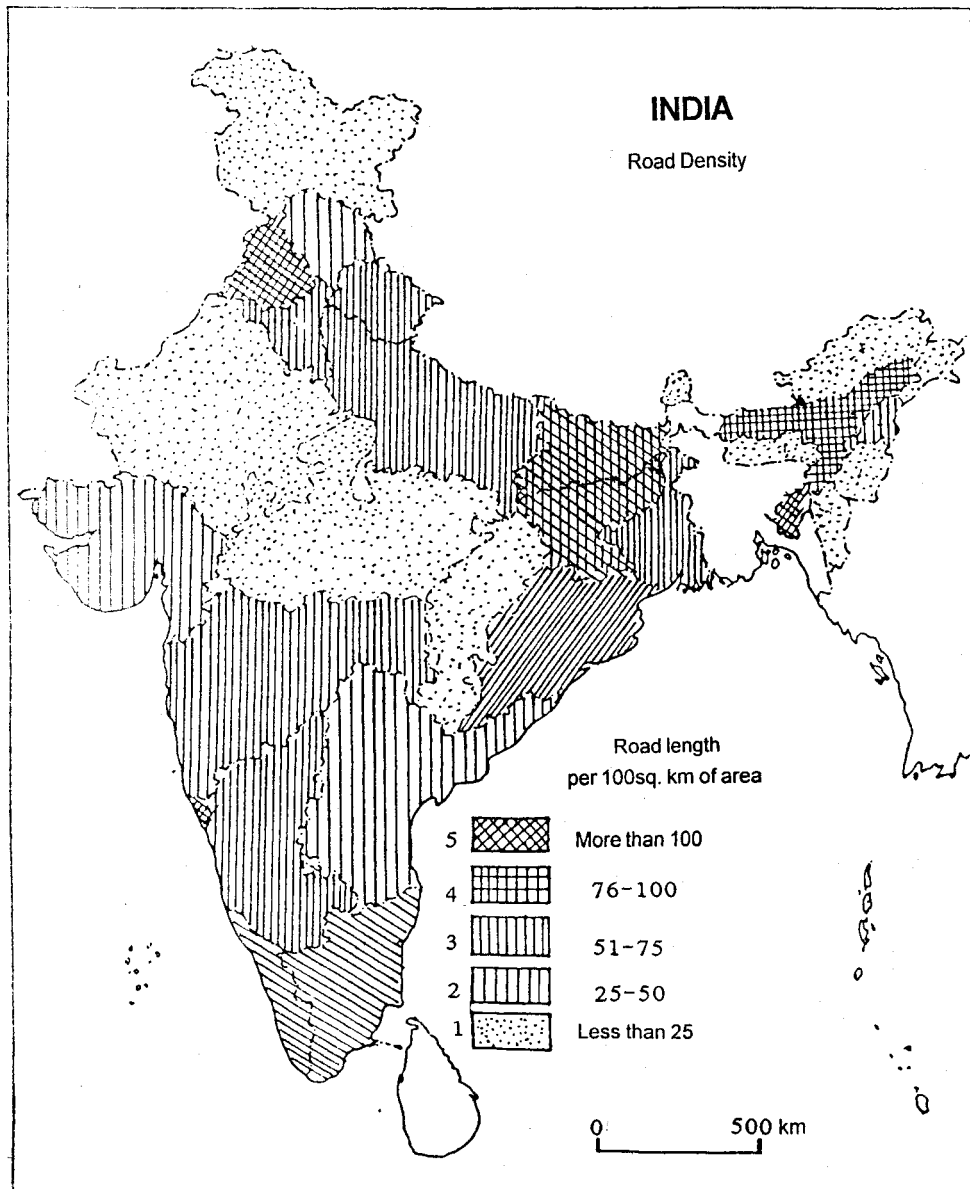 INDIA
Road Density
Road length
per 100sq. km of area
5 More than 100
4 76-100
3 51-75
2 25-50
1 Less than 25
0 500 km